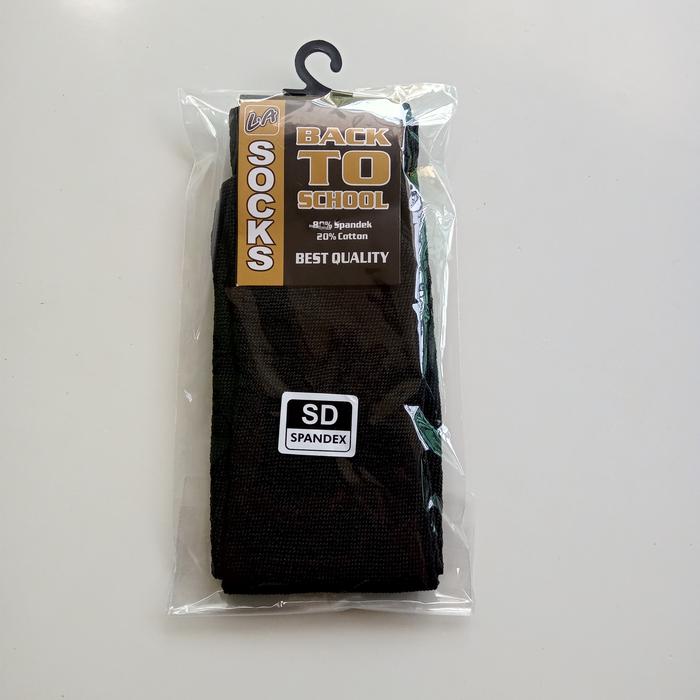 LA
SOCKS
BACK
TO
SCHOOL
80% Spandek
20% Cotton
BEST QUALITY
SD
SPANDEX